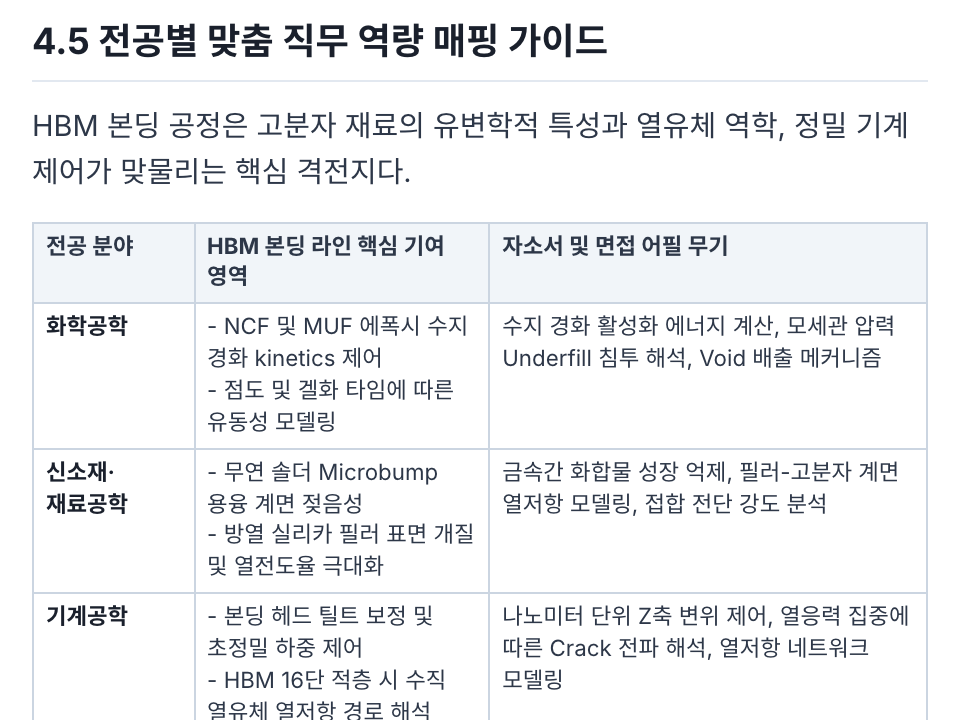 4.5 전공별 맞춤 직무 역량 매핑 가이드
HBM 본딩 공정은 고분자 재료의 유변학적 특성과 열유체 역학, 정밀 기계
제어가 맞물리는 핵심 격전지다.
전공 분야
HBM 본딩 라인 핵심 기여
영역
자소서 및 면접 어필 무기
화학공학
- NCF 및 MUF 에폭시 수지
경화 kinetics 제어
- 점도 및 겔화 타임에 따른
유동성 모델링
수지 경화 활성화 에너지 계산, 모세관 압력
Underfill 침투 해석, Void 배출 메커니즘
신소재·
재료공학
- 무연 솔더 Microbump
용융 계면 젖음성
- 방열 실리카 필러 표면 개질
및 열전도율 극대화
금속간 화합물 성장 억제, 필러-고분자 계면
열저항 모델링, 접합 전단 강도 분석
기계공학
- 본딩 헤드 틸트 보정 및
초정밀 하중 제어
- HBM 16단 적층 시 수직
열유체 열저항 경로 해석
나노미터 단위 Z축 변위 제어, 열응력 집중에
따른 Crack 전파 해석, 열저항 네트워크
모델링